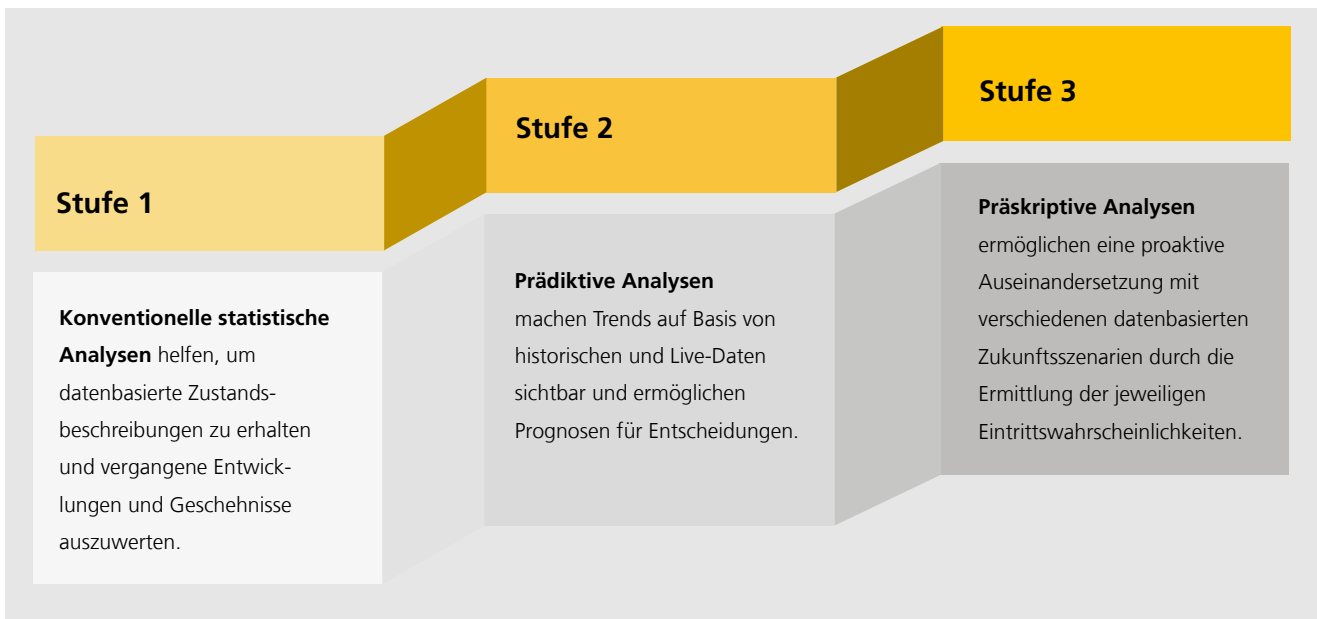 Stufe 1
Konventionelle statistische
Analysen helfen, um
datenbasierte Zustands-
beschreibungen zu erhalten
und vergangene Entwick-
lungen und Geschehnisse
auszuwerten.
Stufe 2
Prädiktive Analysen
machen Trends auf Basis von
historischen und Live-Daten
sichtbar und ermöglichen
Prognosen für Entscheidungen.
Stufe 3
Präskriptive Analysen
ermöglichen eine proaktive
Auseinandersetzung mit
verschiedenen datenbasierten
Zukunftsszenarien durch die
Ermittlung der jeweiligen
Eintrittswahrscheinlichkeiten.